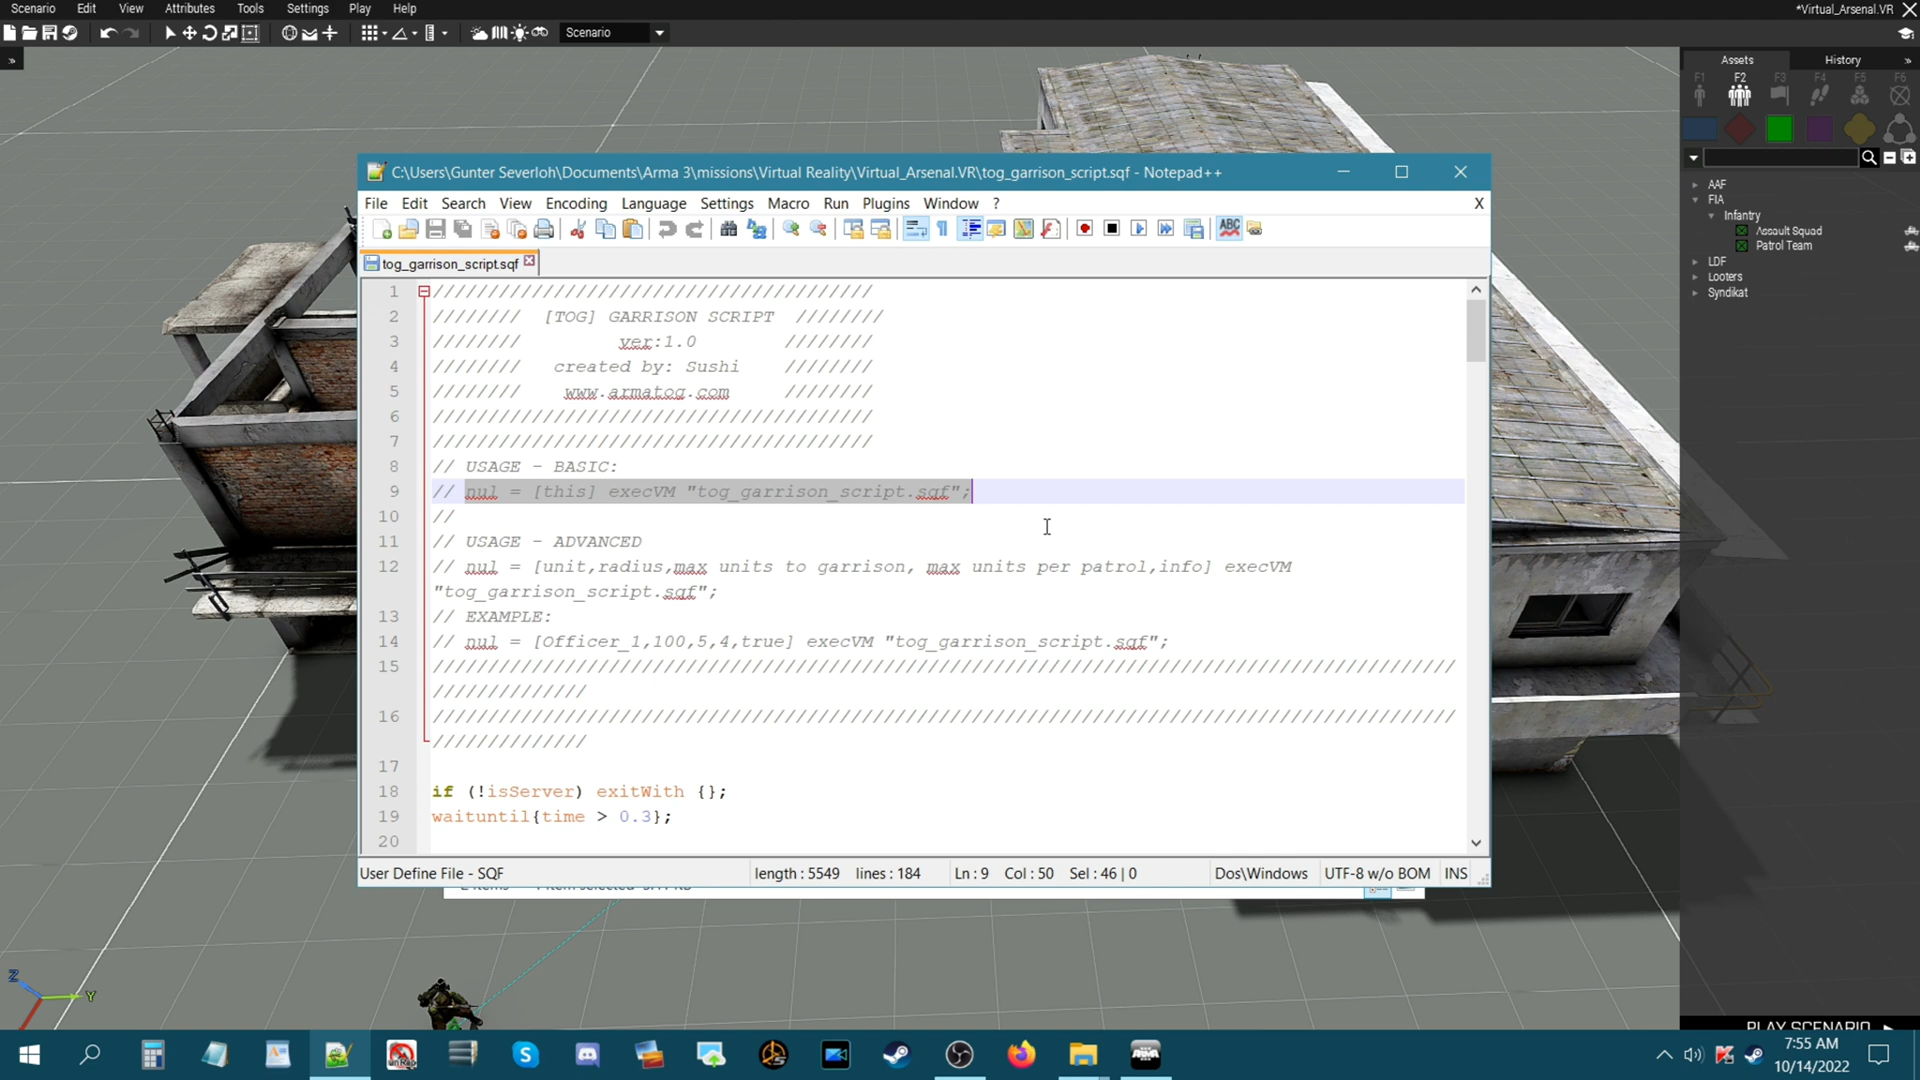 Scenario Edit View Attributes Tools Settings Play Help
*Virtual_Arsenal.VR
Scenario
Assets History
F1 F2 F3 F4 F5 F6
AAF
FIA
Infantry
Assault Squad
Patrol Team
LDF
Looters
Syndikat
C:\Users\Gunter Severloh\Documents\Arma 3\missions\Virtual Reality\Virtual_Arsenal.VR\tog_garrison_script.sqf - Notepad++
File Edit Search View Encoding Language Settings Macro Run Plugins Window ? X
tog_garrison_script.sqf
1 ////////////////////////////////////////
2 //////// [TOG] GARRISON SCRIPT ////////
3 //////// ver:1.0 ////////
4 //////// created by: Sushi ////////
5 //////// www.armatog.com ////////
6 ////////////////////////////////////////
7 ////////////////////////////////////////
8 // USAGE - BASIC:
9 // nul = [this] execVM "tog_garrison_script.sqf";
10 //
11 // USAGE - ADVANCED
12 // nul = [unit,radius,max units to garrison, max units per patrol,info] execVM
"tog_garrison_script.sqf";
13 // EXAMPLE:
14 // nul = [Officer_1,100,5,4,true] execVM "tog_garrison_script.sqf";
15 /////////////////////////////////////////////////////////////////////////////////////////////
//////////////
16 /////////////////////////////////////////////////////////////////////////////////////////////
//////////////
17
18 if (!isServer) exitWith {};
19 waituntil{time > 0.3};
20
User Define File - SQF length : 5549 lines : 184 Ln : 9 Col : 50 Sel : 46 | 0 Dos\Windows UTF-8 w/o BOM INS
PLAY SCENARIO
7:55 AM
10/14/2022